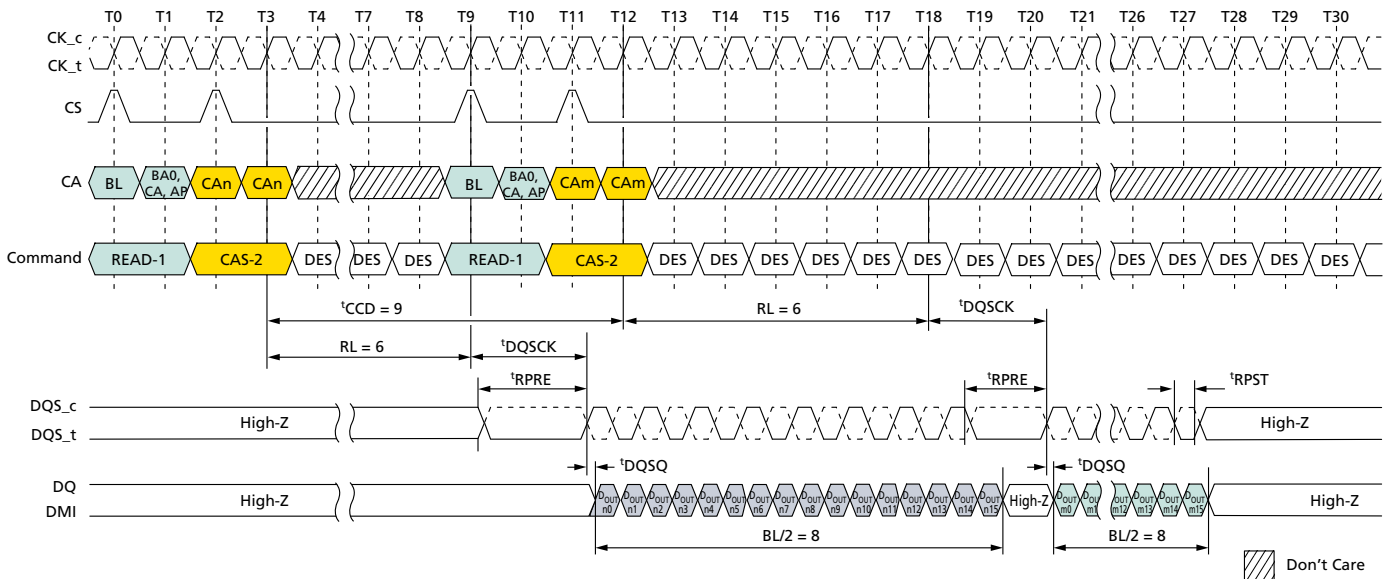 T0 T1 T2 T3 T4 T7 T8 T9 T10 T11 T12 T13 T14 T15 T16 T17 T18 T19 T20 T21 T26 T27 T28 T29 T30
CK_c
CK_t
CS
CA BL BA0, CA, AP CAn CAn BL BA0, CA, AP CAm CAm
Command READ-1 CAS-2 DES DES DES READ-1 CAS-2 DES DES DES DES DES DES DES DES DES DES DES DES DES DES
tCCD = 9 RL = 6 tDQSCK
RL = 6 tDQSCK
tRPRE tRPRE tRPST
DQS_c
DQS_t
High-Z High-Z
tDQSQ tDQSQ
DQ
DMI
High-Z DOUT n0 DOUT n1 DOUT n2 DOUT n3 DOUT n4 DOUT n5 DOUT n6 DOUT n7 DOUT n8 DOUT n9 DOUT n10 DOUT n11 DOUT n12 DOUT n13 DOUT n14 DOUT n15 High-Z DOUT m0 DOUT m1 DOUT m12 DOUT m13 DOUT m14 DOUT m15 High-Z
BL/2 = 8 BL/2 = 8
Don't Care